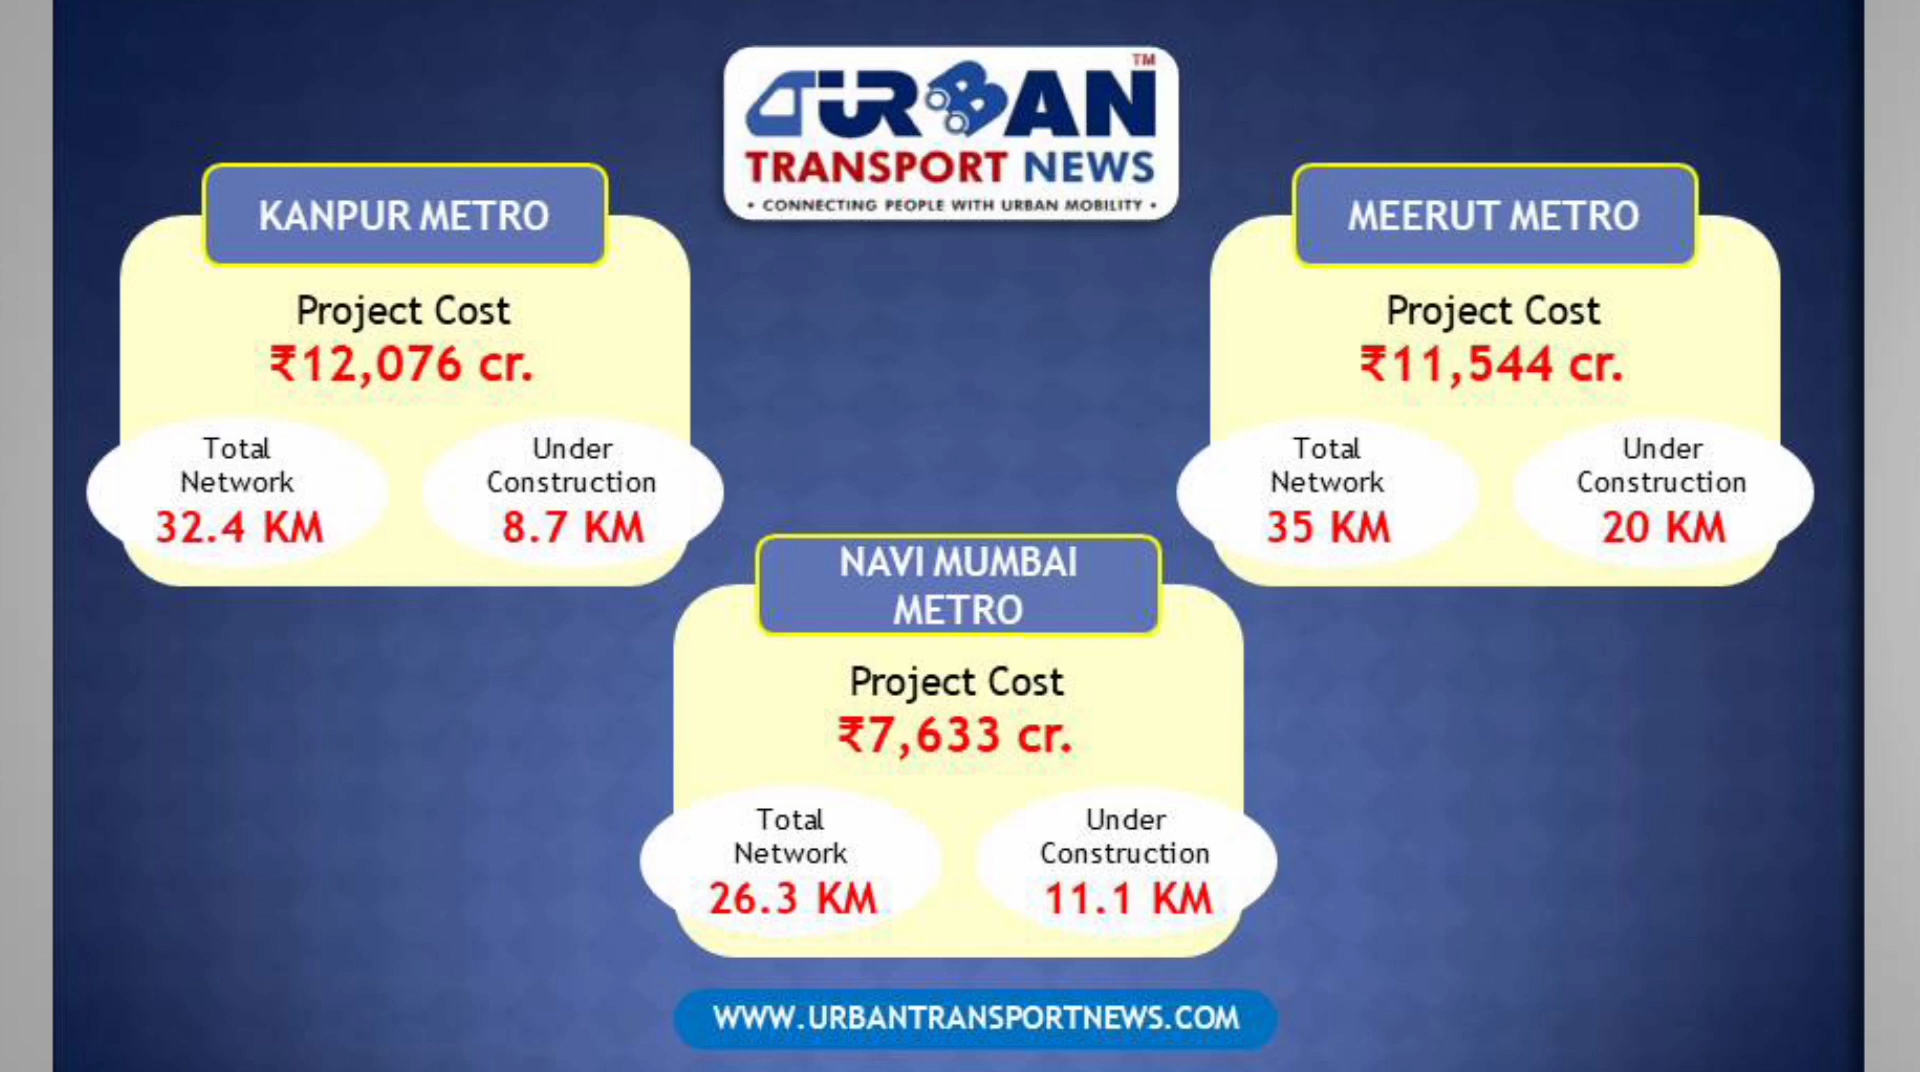 URBAN
TM
TRANSPORT NEWS
• CONNECTING PEOPLE WITH URBAN MOBILITY •
KANPUR METRO
Project Cost
₹12,076 cr.
Total
Network
32.4 KM
Under
Construction
8.7 KM
MEERUT METRO
Project Cost
₹11,544 cr.
Total
Network
35 KM
Under
Construction
20 KM
NAVI MUMBAI
METRO
Project Cost
₹7,633 cr.
Total
Network
26.3 KM
Under
Construction
11.1 KM
WWW.URBANTRANSPORTNEWS.COM